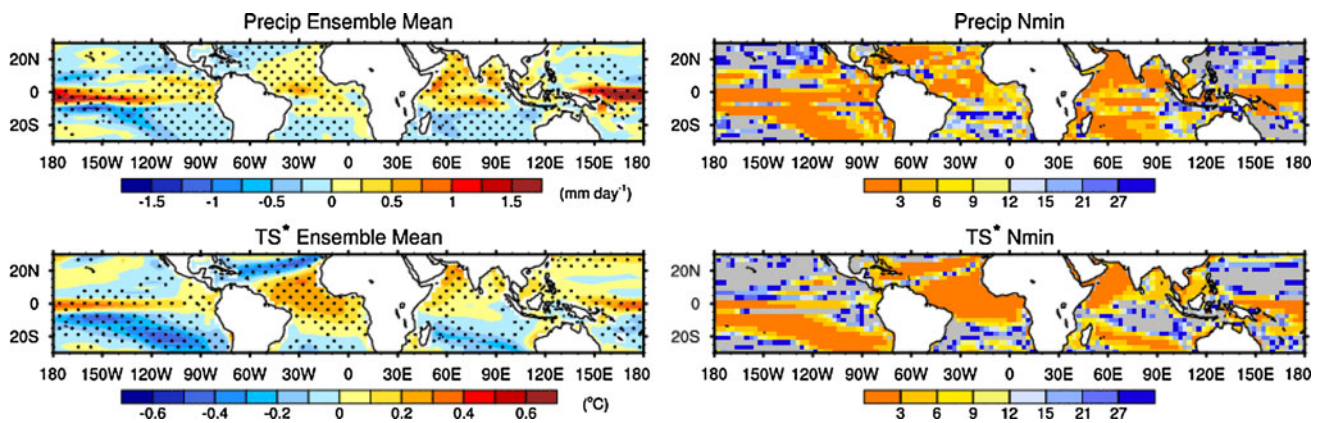 Precip Ensemble Mean
20N
0
20S
180 150W 120W 90W 60W 30W 0 30E 60E 90E 120E 150E 180
-1.5 -1 -0.5 0 0.5 1 1.5 (mm day-1)
Precip Nmin
20N
0
20S
180 150W 120W 90W 60W 30W 0 30E 60E 90E 120E 150E 180
3 6 9 12 15 21 27
TS* Ensemble Mean
20N
0
20S
180 150W 120W 90W 60W 30W 0 30E 60E 90E 120E 150E 180
-0.6 -0.4 -0.2 0 0.2 0.4 0.6 (°C)
TS* Nmin
20N
0
20S
180 150W 120W 90W 60W 30W 0 30E 60E 90E 120E 150E 180
3 6 9 12 15 21 27